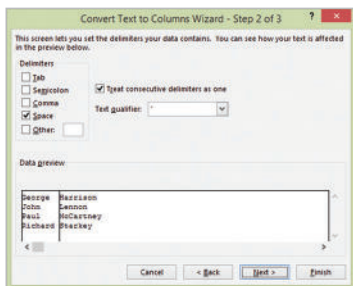 Convert Text to Columns Wizard - Step 2 of 3 ? ×
This screen lets you set the delimiters your data contains. You can see how your text is affected
in the preview below.
Delimiters
Tab
Semicolon
Comma
Space
Other:
Treat consecutive delimiters as one
Text qualifier: "
Data preview
George Harrison
John Lennon
Paul McCartney
Richard Starkey
Cancel < Back Next > Finish